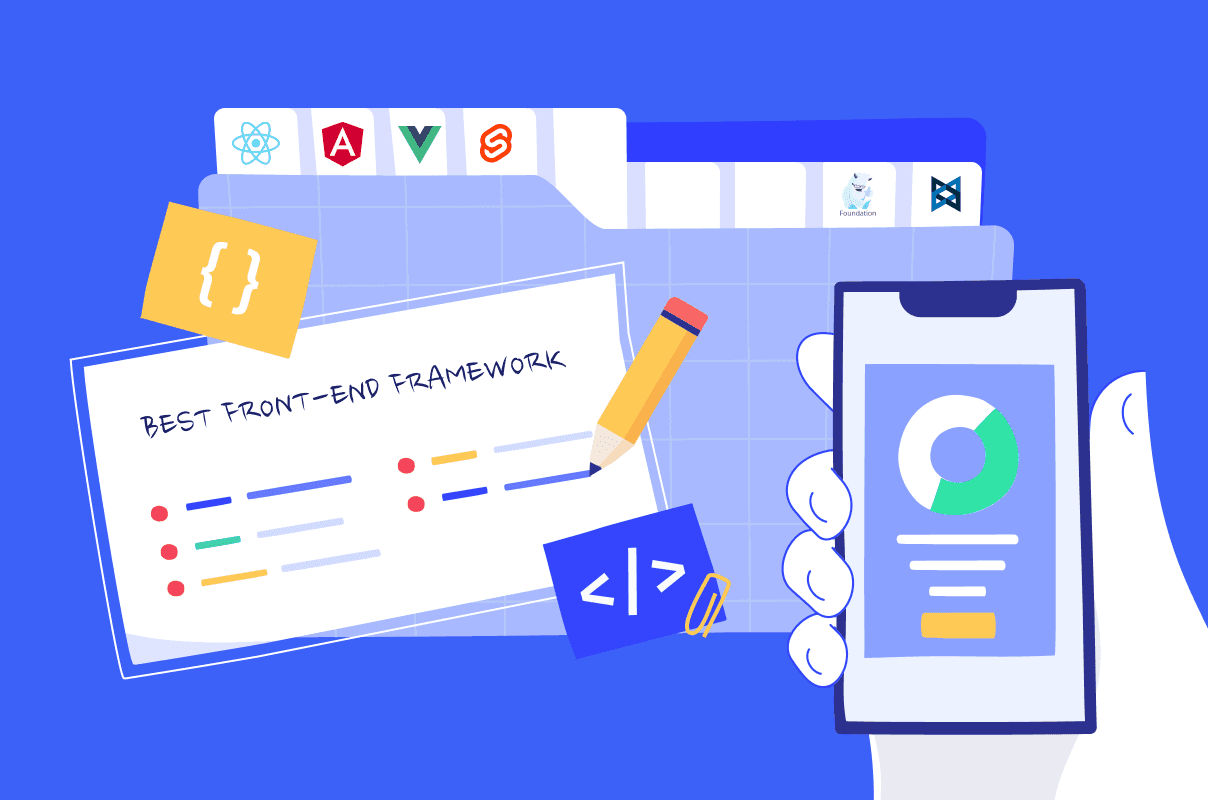 A
Foundation
{ }
BEST FRONT-END FRAMEWORK
<|>